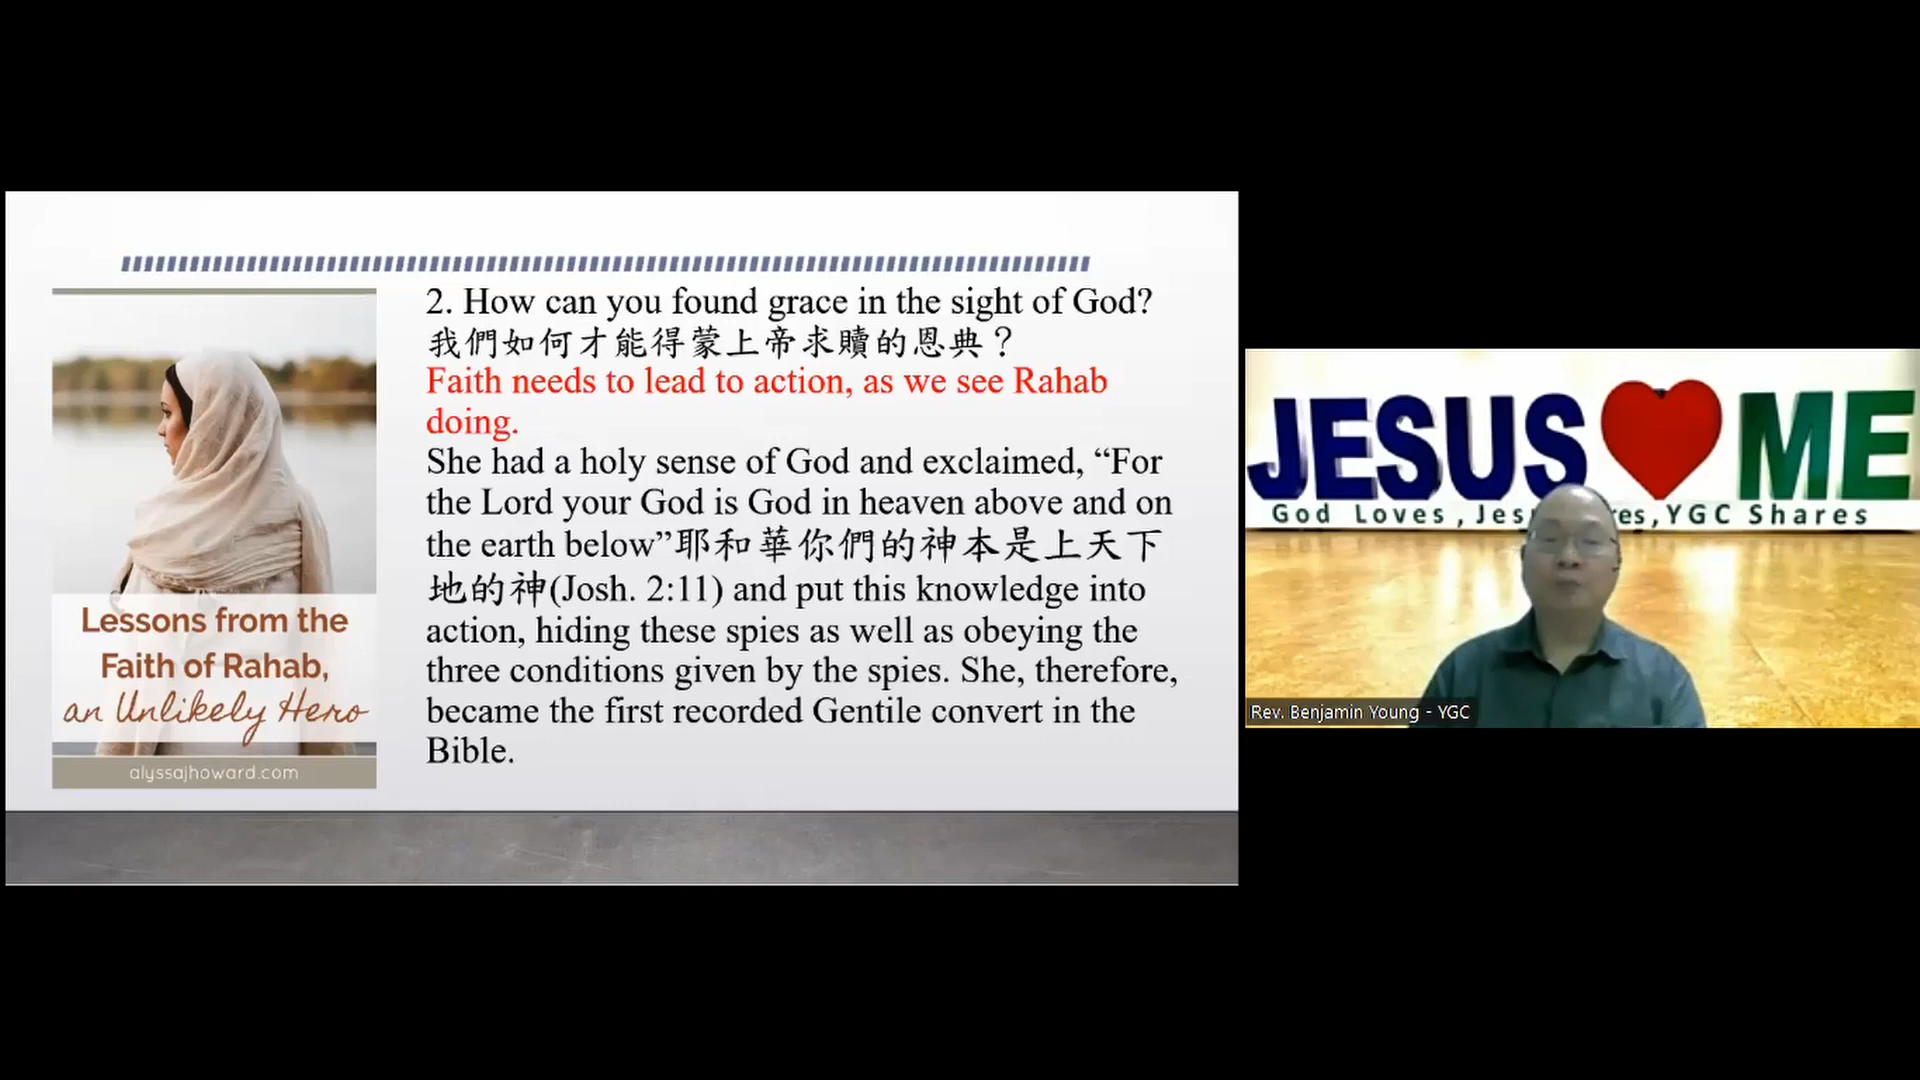 2. How can you found grace in the sight of God?
我們如何才能得蒙上帝求贖的恩典？
Faith needs to lead to action, as we see Rahab
doing.
She had a holy sense of God and exclaimed, “For
the Lord your God is God in heaven above and on
the earth below”耶和華你們的神本是上天下
地的神(Josh. 2:11) and put this knowledge into
action, hiding these spies as well as obeying the
three conditions given by the spies. She, therefore,
became the first recorded Gentile convert in the
Bible.
Lessons from the
Faith of Rahab,
an Unlikely Hero
alyssajhoward.com
JESUS ME
God Loves, Jes es, YGC Shares
Rev. Benjamin Young - YGC